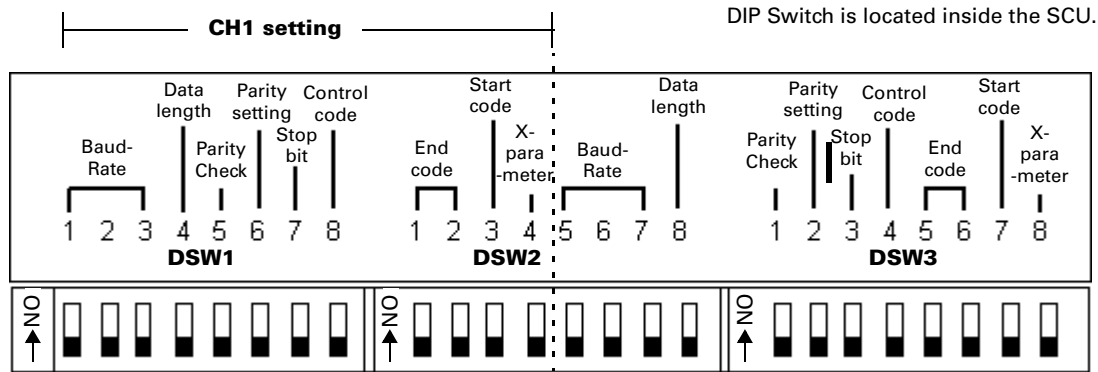 DIP Switch is located inside the SCU.
CH1 setting
Baud-
Rate
Data
length
Parity
Check
Parity
setting
Stop
bit
Control
code
End
code
Start
code
X-
para
-meter
Baud-
Rate
Data
length
Parity
Check
Parity
setting
Stop
bit
Control
code
End
code
Start
code
X-
para
-meter
1 2 3 4 5 6 7 8 1 2 3 4 5 6 7 8 1 2 3 4 5 6 7 8
DSW1 DSW2 DSW3
ON ON ON